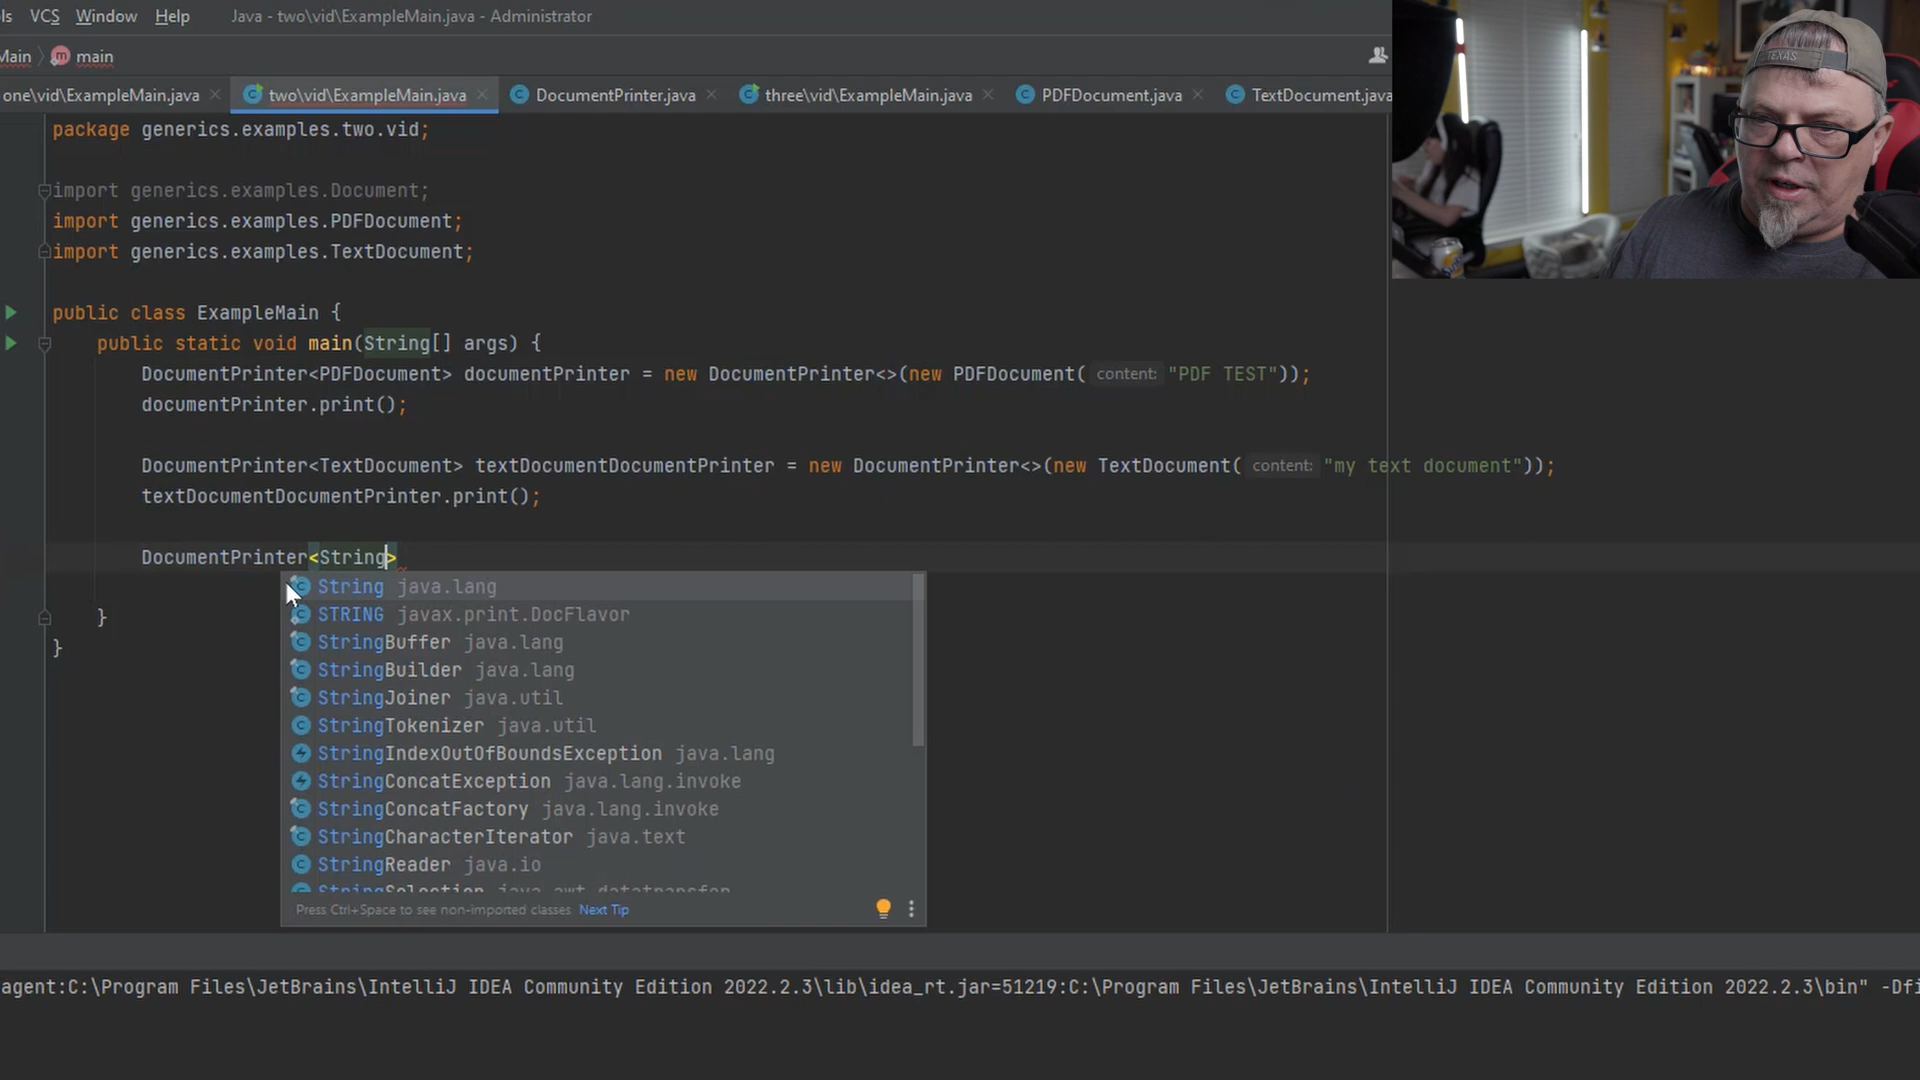 ls VCS Window Help Java - two\vid\ExampleMain.java - Administrator
Main main
one\vid\ExampleMain.java two\vid\ExampleMain.java DocumentPrinter.java three\vid\ExampleMain.java PDFDocument.java TextDocument.java
package generics.examples.two.vid;
import generics.examples.Document;
import generics.examples.PDFDocument;
import generics.examples.TextDocument;
public class ExampleMain {
public static void main(String[] args) {
DocumentPrinter<PDFDocument> documentPrinter = new DocumentPrinter<>(new PDFDocument( content: "PDF TEST"));
documentPrinter.print();
DocumentPrinter<TextDocument> textDocumentDocumentPrinter = new DocumentPrinter<>(new TextDocument( content: "my text document"));
textDocumentDocumentPrinter.print();
DocumentPrinter<String>
String java.lang
STRING javax.print.DocFlavor
StringBuffer java.lang
StringBuilder java.lang
StringJoiner java.util
StringTokenizer java.util
StringIndexOutOfBoundsException java.lang
StringConcatException java.lang.invoke
StringConcatFactory java.lang.invoke
StringCharacterIterator java.text
StringReader java.io
StringSelection java.awt.datatransfer
Press Ctrl+Space to see non-imported classes Next Tip
}
}
agent:C:\Program Files\JetBrains\IntelliJ IDEA Community Edition 2022.2.3\lib\idea_rt.jar=51219:C:\Program Files\JetBrains\IntelliJ IDEA Community Edition 2022.2.3\bin" -Dfi
TEXAS